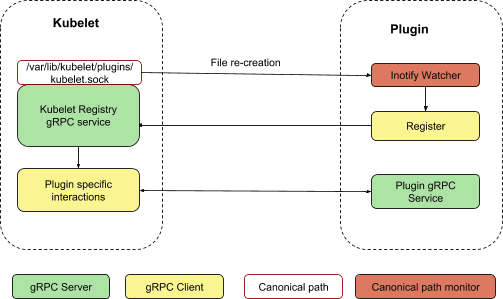 Kubelet
Plugin
/var/lib/kubelet/plugins/
kubelet.sock
File re-creation
Inotify Watcher
Kubelet Registry
gRPC service
Register
Plugin specific
interactions
Plugin gRPC
Service
gRPC Server
gRPC Client
Canonical path
Canonical path monitor